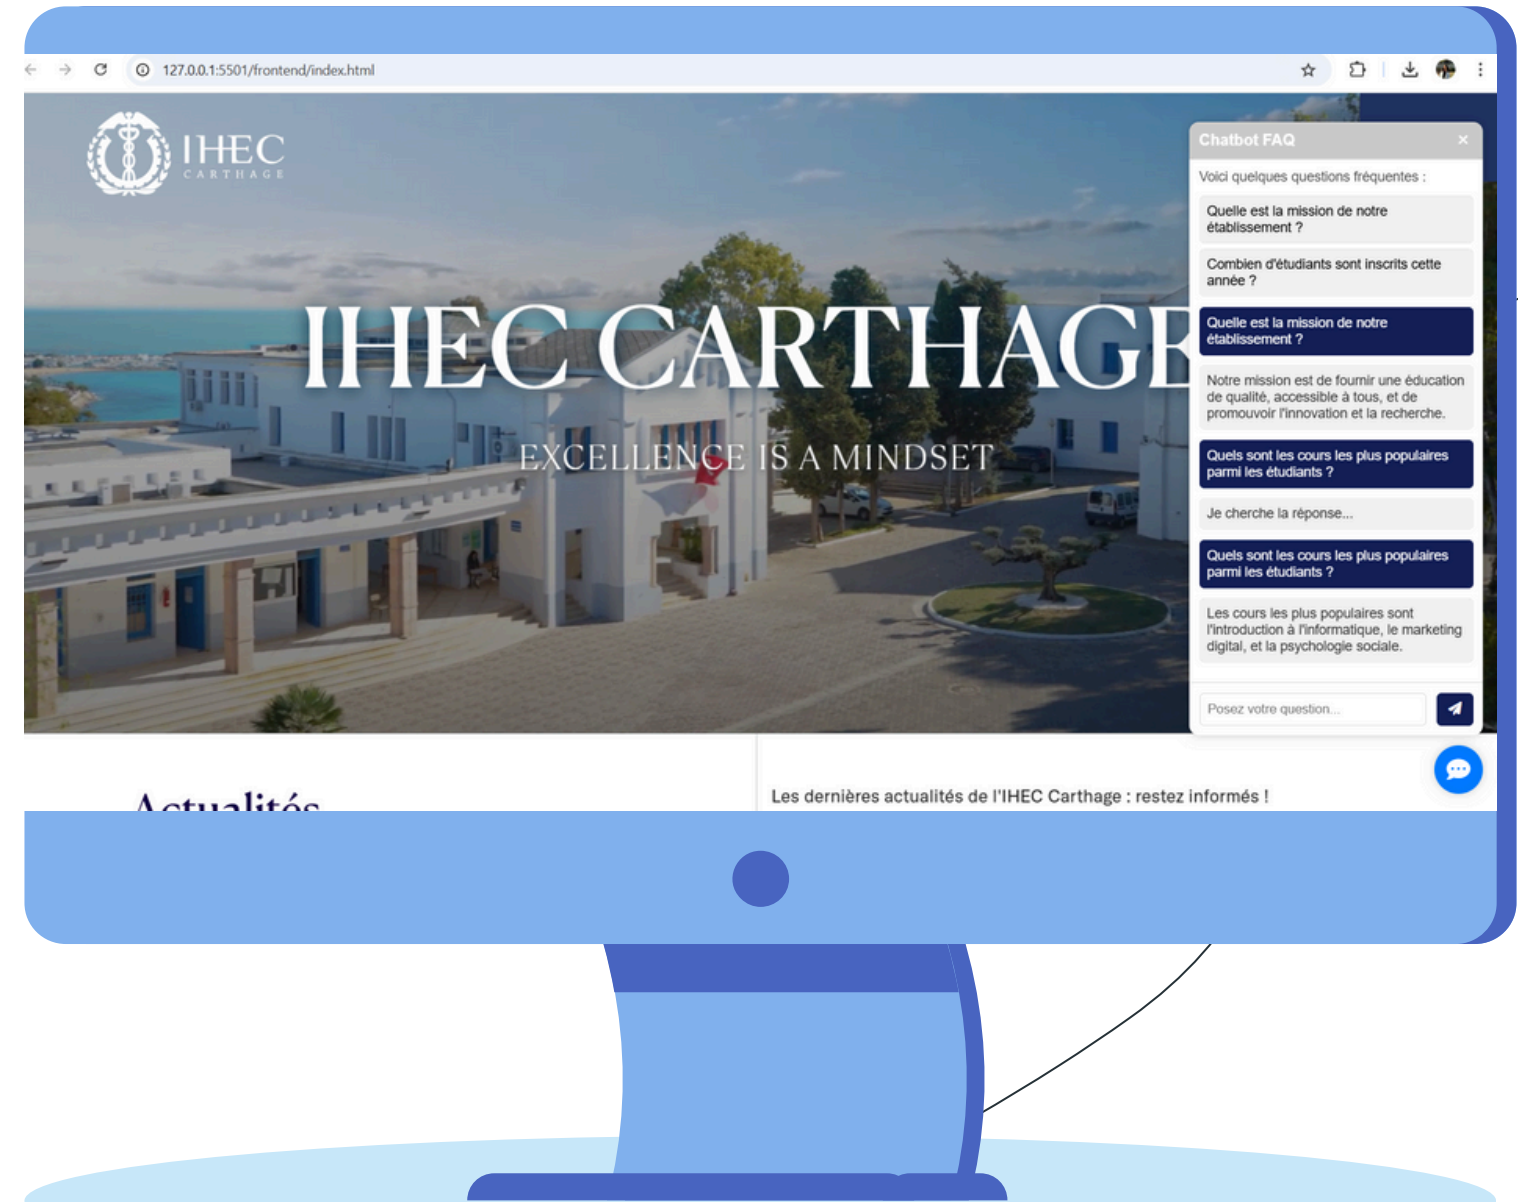 127.0.0.1:5501/frontend/index.html
IHEC
CARTHAGE
IHEC CARTHAGE
EXCELLENCE IS A MINDSET
Chatbot FAQ
Voici quelques questions fréquentes :
Quelle est la mission de notre
établissement ?
Combien d'étudiants sont inscrits cette
année ?
Quelle est la mission de notre
établissement ?
Notre mission est de fournir une éducation
de qualité, accessible à tous, et de
promouvoir l'innovation et la recherche.
Quels sont les cours les plus populaires
parmi les étudiants ?
Je cherche la réponse...
Quels sont les cours les plus populaires
parmi les étudiants ?
Les cours les plus populaires sont
l'introduction à l'informatique, le marketing
digital, et la psychologie sociale.
Posez votre question...
Actualités
Les dernières actualités de l'IHEC Carthage : restez informés !